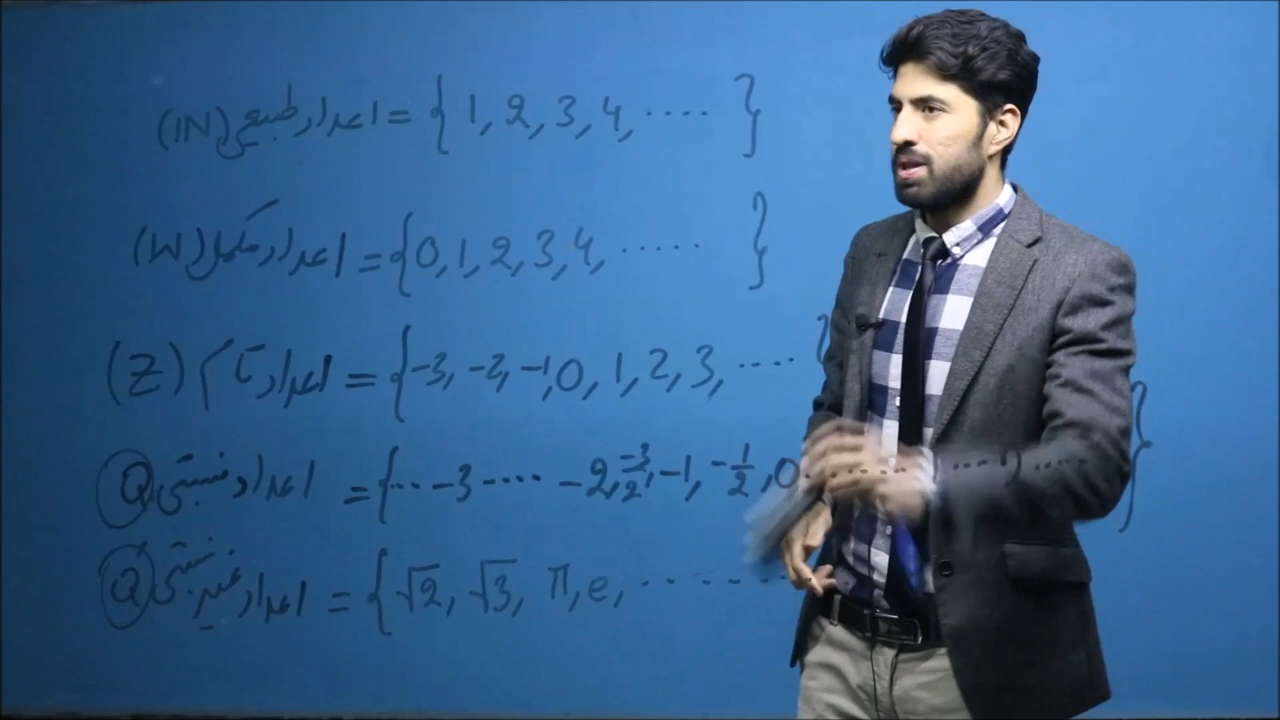 اعداد طبیعی (IN) = { 1, 2, 3, 4, .... }
اعداد مکمل (W) = { 0, 1, 2, 3, 4, ..... }
اعداد تام (Z) = { -3, -2, -1, 0, 1, 2, 3, .... }
اعداد نسبتی Q = { ... -3 .... -2, -3/2, -1, -1/2, 0
اعداد غیر نسبتی Q' = { √2, √3, π, e, .......